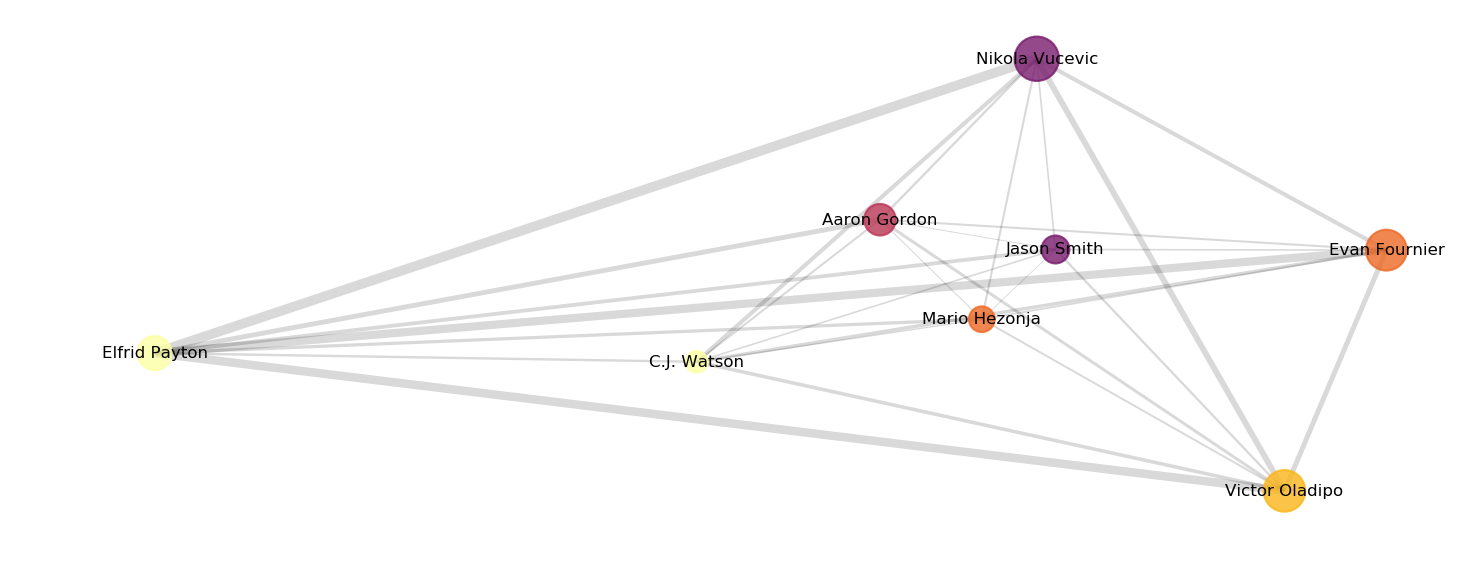 Nikola Vucevic
Aaron Gordon
Jason Smith
Evan Fournier
Mario Hezonja
Elfrid Payton
C.J. Watson
Victor Oladipo